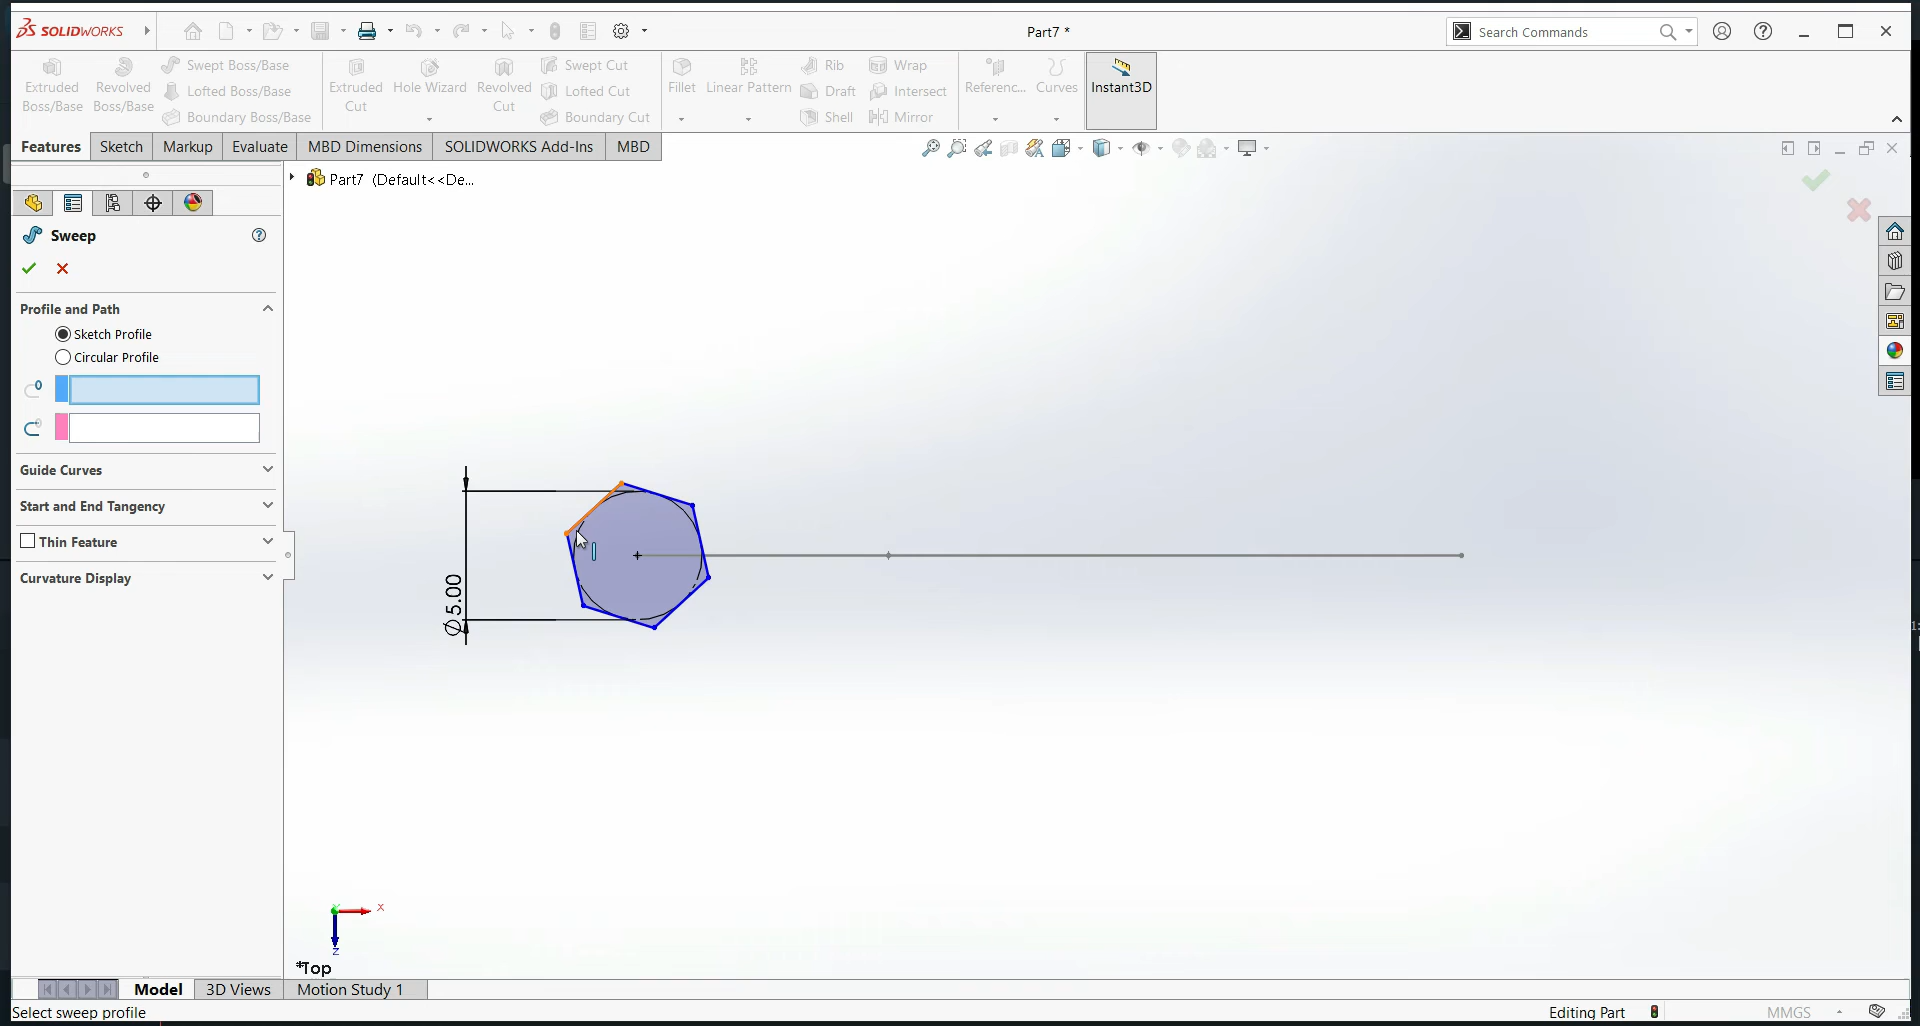 SOLIDWORKS
Part7 *
Search Commands
Extruded Boss/Base
Revolved Boss/Base
Swept Boss/Base
Lofted Boss/Base
Boundary Boss/Base
Extruded Cut
Hole Wizard
Revolved Cut
Swept Cut
Lofted Cut
Boundary Cut
Fillet
Linear Pattern
Rib
Draft
Shell
Wrap
Intersect
Mirror
Referenc...
Curves
Instant3D
Features
Sketch
Markup
Evaluate
MBD Dimensions
SOLIDWORKS Add-Ins
MBD
Part7 (Default<<De...
Sweep
Profile and Path
Sketch Profile
Circular Profile
Guide Curves
Start and End Tangency
Thin Feature
Curvature Display
∅5.00
X
Z
*Top
Model
3D Views
Motion Study 1
Select sweep profile
Editing Part
MMGS